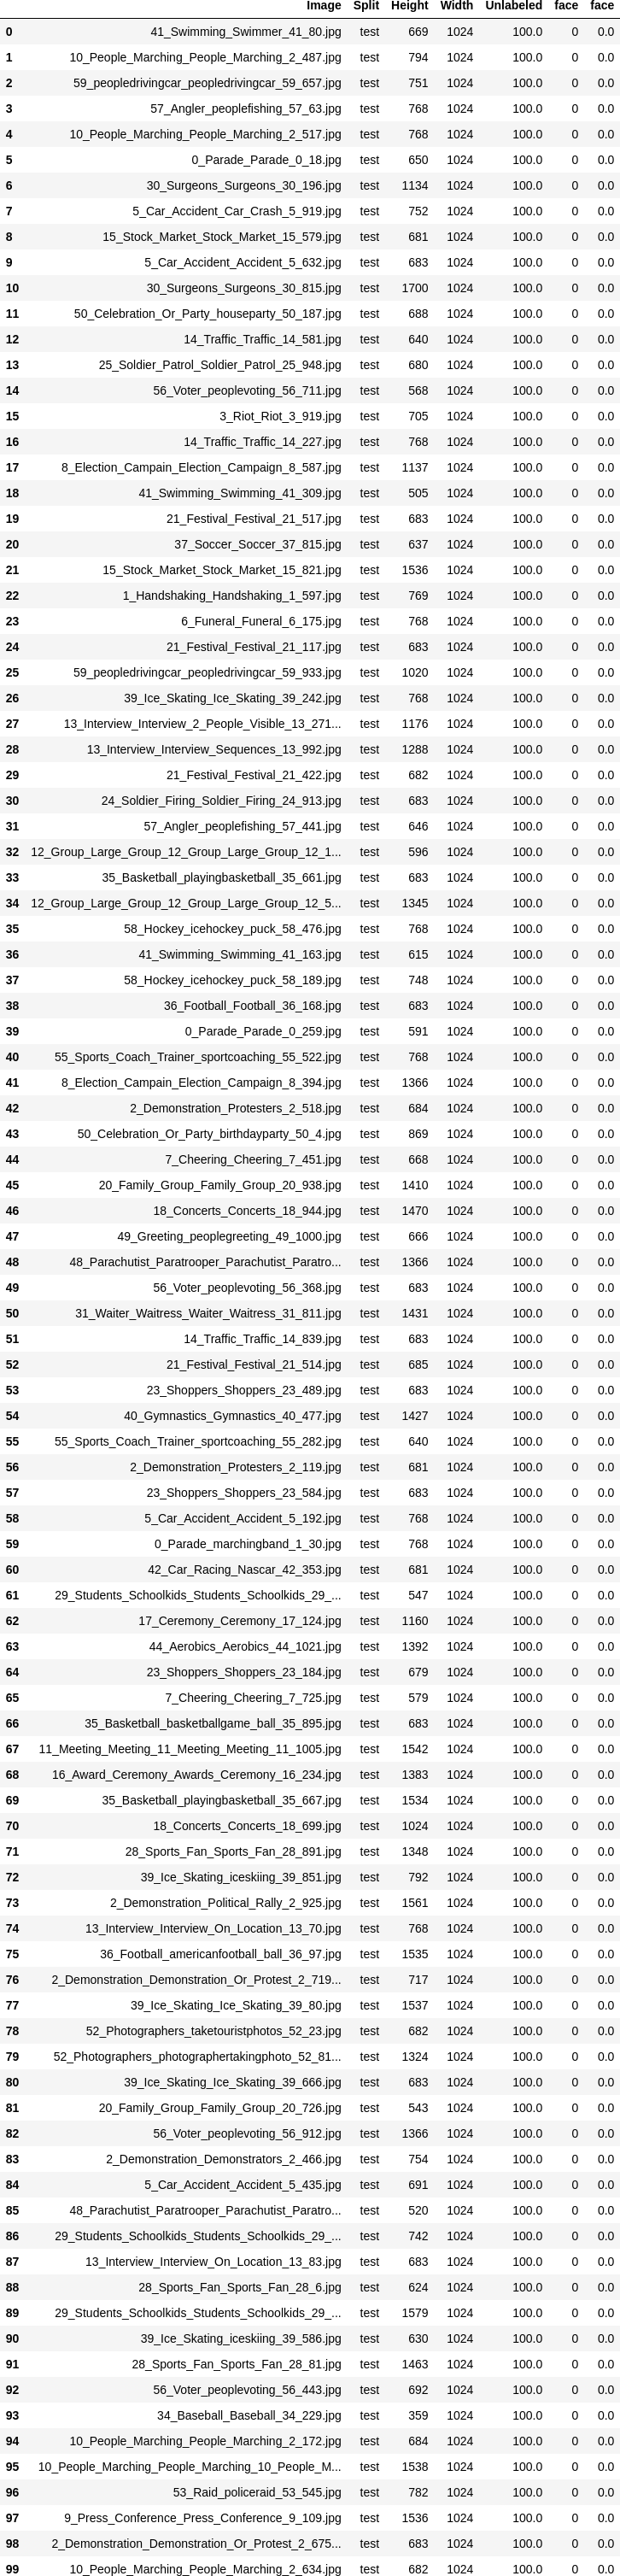 Image Split Height Width Unlabeled face face
0 41_Swimming_Swimmer_41_80.jpg test 669 1024 100.0 0 0.0
1 10_People_Marching_People_Marching_2_487.jpg test 794 1024 100.0 0 0.0
2 59_peopledrivingcar_peopledrivingcar_59_657.jpg test 751 1024 100.0 0 0.0
3 57_Angler_peoplefishing_57_63.jpg test 768 1024 100.0 0 0.0
4 10_People_Marching_People_Marching_2_517.jpg test 768 1024 100.0 0 0.0
5 0_Parade_Parade_0_18.jpg test 650 1024 100.0 0 0.0
6 30_Surgeons_Surgeons_30_196.jpg test 1134 1024 100.0 0 0.0
7 5_Car_Accident_Car_Crash_5_919.jpg test 752 1024 100.0 0 0.0
8 15_Stock_Market_Stock_Market_15_579.jpg test 681 1024 100.0 0 0.0
9 5_Car_Accident_Accident_5_632.jpg test 683 1024 100.0 0 0.0
10 30_Surgeons_Surgeons_30_815.jpg test 1700 1024 100.0 0 0.0
11 50_Celebration_Or_Party_houseparty_50_187.jpg test 688 1024 100.0 0 0.0
12 14_Traffic_Traffic_14_581.jpg test 640 1024 100.0 0 0.0
13 25_Soldier_Patrol_Soldier_Patrol_25_948.jpg test 680 1024 100.0 0 0.0
14 56_Voter_peoplevoting_56_711.jpg test 568 1024 100.0 0 0.0
15 3_Riot_Riot_3_919.jpg test 705 1024 100.0 0 0.0
16 14_Traffic_Traffic_14_227.jpg test 768 1024 100.0 0 0.0
17 8_Election_Campain_Election_Campaign_8_587.jpg test 1137 1024 100.0 0 0.0
18 41_Swimming_Swimming_41_309.jpg test 505 1024 100.0 0 0.0
19 21_Festival_Festival_21_517.jpg test 683 1024 100.0 0 0.0
20 37_Soccer_Soccer_37_815.jpg test 637 1024 100.0 0 0.0
21 15_Stock_Market_Stock_Market_15_821.jpg test 1536 1024 100.0 0 0.0
22 1_Handshaking_Handshaking_1_597.jpg test 769 1024 100.0 0 0.0
23 6_Funeral_Funeral_6_175.jpg test 768 1024 100.0 0 0.0
24 21_Festival_Festival_21_117.jpg test 683 1024 100.0 0 0.0
25 59_peopledrivingcar_peopledrivingcar_59_933.jpg test 1020 1024 100.0 0 0.0
26 39_Ice_Skating_Ice_Skating_39_242.jpg test 768 1024 100.0 0 0.0
27 13_Interview_Interview_2_People_Visible_13_271... test 1176 1024 100.0 0 0.0
28 13_Interview_Interview_Sequences_13_992.jpg test 1288 1024 100.0 0 0.0
29 21_Festival_Festival_21_422.jpg test 682 1024 100.0 0 0.0
30 24_Soldier_Firing_Soldier_Firing_24_913.jpg test 683 1024 100.0 0 0.0
31 57_Angler_peoplefishing_57_441.jpg test 646 1024 100.0 0 0.0
32 12_Group_Large_Group_12_Group_Large_Group_12_1... test 596 1024 100.0 0 0.0
33 35_Basketball_playingbasketball_35_661.jpg test 683 1024 100.0 0 0.0
34 12_Group_Large_Group_12_Group_Large_Group_12_5... test 1345 1024 100.0 0 0.0
35 58_Hockey_icehockey_puck_58_476.jpg test 768 1024 100.0 0 0.0
36 41_Swimming_Swimming_41_163.jpg test 615 1024 100.0 0 0.0
37 58_Hockey_icehockey_puck_58_189.jpg test 748 1024 100.0 0 0.0
38 36_Football_Football_36_168.jpg test 683 1024 100.0 0 0.0
39 0_Parade_Parade_0_259.jpg test 591 1024 100.0 0 0.0
40 55_Sports_Coach_Trainer_sportcoaching_55_522.jpg test 768 1024 100.0 0 0.0
41 8_Election_Campain_Election_Campaign_8_394.jpg test 1366 1024 100.0 0 0.0
42 2_Demonstration_Protesters_2_518.jpg test 684 1024 100.0 0 0.0
43 50_Celebration_Or_Party_birthdayparty_50_4.jpg test 869 1024 100.0 0 0.0
44 7_Cheering_Cheering_7_451.jpg test 668 1024 100.0 0 0.0
45 20_Family_Group_Family_Group_20_938.jpg test 1410 1024 100.0 0 0.0
46 18_Concerts_Concerts_18_944.jpg test 1470 1024 100.0 0 0.0
47 49_Greeting_peoplegreeting_49_1000.jpg test 666 1024 100.0 0 0.0
48 48_Parachutist_Paratrooper_Parachutist_Paratro... test 1366 1024 100.0 0 0.0
49 56_Voter_peoplevoting_56_368.jpg test 683 1024 100.0 0 0.0
50 31_Waiter_Waitress_Waiter_Waitress_31_811.jpg test 1431 1024 100.0 0 0.0
51 14_Traffic_Traffic_14_839.jpg test 683 1024 100.0 0 0.0
52 21_Festival_Festival_21_514.jpg test 685 1024 100.0 0 0.0
53 23_Shoppers_Shoppers_23_489.jpg test 683 1024 100.0 0 0.0
54 40_Gymnastics_Gymnastics_40_477.jpg test 1427 1024 100.0 0 0.0
55 55_Sports_Coach_Trainer_sportcoaching_55_282.jpg test 640 1024 100.0 0 0.0
56 2_Demonstration_Protesters_2_119.jpg test 681 1024 100.0 0 0.0
57 23_Shoppers_Shoppers_23_584.jpg test 683 1024 100.0 0 0.0
58 5_Car_Accident_Accident_5_192.jpg test 768 1024 100.0 0 0.0
59 0_Parade_marchingband_1_30.jpg test 768 1024 100.0 0 0.0
60 42_Car_Racing_Nascar_42_353.jpg test 681 1024 100.0 0 0.0
61 29_Students_Schoolkids_Students_Schoolkids_29_... test 547 1024 100.0 0 0.0
62 17_Ceremony_Ceremony_17_124.jpg test 1160 1024 100.0 0 0.0
63 44_Aerobics_Aerobics_44_1021.jpg test 1392 1024 100.0 0 0.0
64 23_Shoppers_Shoppers_23_184.jpg test 679 1024 100.0 0 0.0
65 7_Cheering_Cheering_7_725.jpg test 579 1024 100.0 0 0.0
66 35_Basketball_basketballgame_ball_35_895.jpg test 683 1024 100.0 0 0.0
67 11_Meeting_Meeting_11_Meeting_Meeting_11_1005.jpg test 1542 1024 100.0 0 0.0
68 16_Award_Ceremony_Awards_Ceremony_16_234.jpg test 1383 1024 100.0 0 0.0
69 35_Basketball_playingbasketball_35_667.jpg test 1534 1024 100.0 0 0.0
70 18_Concerts_Concerts_18_699.jpg test 1024 1024 100.0 0 0.0
71 28_Sports_Fan_Sports_Fan_28_891.jpg test 1348 1024 100.0 0 0.0
72 39_Ice_Skating_iceskiing_39_851.jpg test 792 1024 100.0 0 0.0
73 2_Demonstration_Political_Rally_2_925.jpg test 1561 1024 100.0 0 0.0
74 13_Interview_Interview_On_Location_13_70.jpg test 768 1024 100.0 0 0.0
75 36_Football_americanfootball_ball_36_97.jpg test 1535 1024 100.0 0 0.0
76 2_Demonstration_Demonstration_Or_Protest_2_719... test 717 1024 100.0 0 0.0
77 39_Ice_Skating_Ice_Skating_39_80.jpg test 1537 1024 100.0 0 0.0
78 52_Photographers_taketouristphotos_52_23.jpg test 682 1024 100.0 0 0.0
79 52_Photographers_photographertakingphoto_52_81... test 1324 1024 100.0 0 0.0
80 39_Ice_Skating_Ice_Skating_39_666.jpg test 683 1024 100.0 0 0.0
81 20_Family_Group_Family_Group_20_726.jpg test 543 1024 100.0 0 0.0
82 56_Voter_peoplevoting_56_912.jpg test 1366 1024 100.0 0 0.0
83 2_Demonstration_Demonstrators_2_466.jpg test 754 1024 100.0 0 0.0
84 5_Car_Accident_Accident_5_435.jpg test 691 1024 100.0 0 0.0
85 48_Parachutist_Paratrooper_Parachutist_Paratro... test 520 1024 100.0 0 0.0
86 29_Students_Schoolkids_Students_Schoolkids_29_... test 742 1024 100.0 0 0.0
87 13_Interview_Interview_On_Location_13_83.jpg test 683 1024 100.0 0 0.0
88 28_Sports_Fan_Sports_Fan_28_6.jpg test 624 1024 100.0 0 0.0
89 29_Students_Schoolkids_Students_Schoolkids_29_... test 1579 1024 100.0 0 0.0
90 39_Ice_Skating_iceskiing_39_586.jpg test 630 1024 100.0 0 0.0
91 28_Sports_Fan_Sports_Fan_28_81.jpg test 1463 1024 100.0 0 0.0
92 56_Voter_peoplevoting_56_443.jpg test 692 1024 100.0 0 0.0
93 34_Baseball_Baseball_34_229.jpg test 359 1024 100.0 0 0.0
94 10_People_Marching_People_Marching_2_172.jpg test 684 1024 100.0 0 0.0
95 10_People_Marching_People_Marching_10_People_M... test 1538 1024 100.0 0 0.0
96 53_Raid_policeraid_53_545.jpg test 782 1024 100.0 0 0.0
97 9_Press_Conference_Press_Conference_9_109.jpg test 1536 1024 100.0 0 0.0
98 2_Demonstration_Demonstration_Or_Protest_2_675... test 683 1024 100.0 0 0.0
99 10_People_Marching_People_Marching_2_634.jpg test 682 1024 100.0 0 0.0